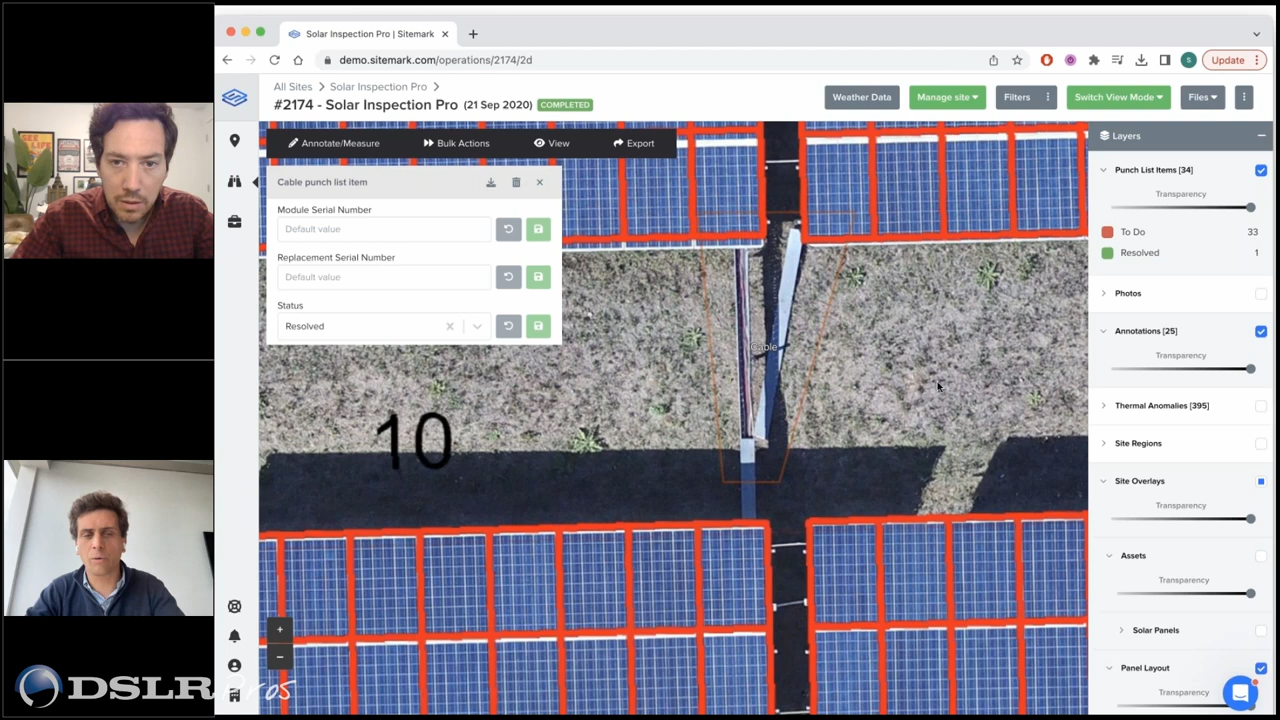 Solar Inspection Pro | Sitemark
demo.sitemark.com/operations/2174/2d
Update
All Sites > Solar Inspection Pro >
#2174 - Solar Inspection Pro (21 Sep 2020) COMPLETED
Weather Data
Manage site
Filters
Switch View Mode
Files
Annotate/Measure
Bulk Actions
View
Export
Cable punch list item
Module Serial Number
Default value
Replacement Serial Number
Default value
Status
Resolved
Cable
10
Layers
Punch List Items [34]
Transparency
To Do 33
Resolved 1
Photos
Annotations [25]
Transparency
Thermal Anomalies [395]
Site Regions
Site Overlays
Transparency
Assets
Transparency
Solar Panels
Panel Layout
Transparency
DSLRPros